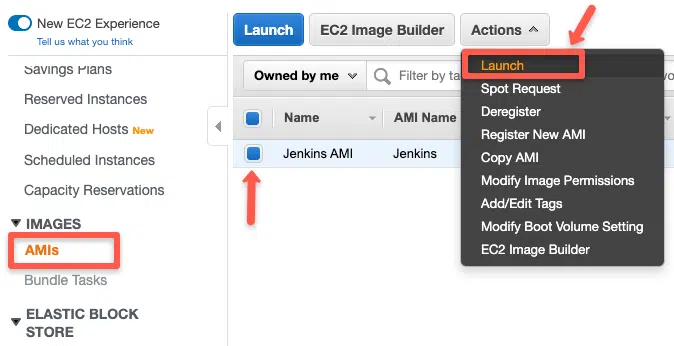 New EC2 Experience
Tell us what you think
Savings Plans
Reserved Instances
Dedicated Hosts New
Scheduled Instances
Capacity Reservations
IMAGES
AMIs
Bundle Tasks
ELASTIC BLOCK
STORE
Launch
EC2 Image Builder
Actions
Owned by me
Filter by
Name
AMI Name
Jenkins AMI
Jenkins
Launch
Spot Request
Deregister
Register New AMI
Copy AMI
Modify Image Permissions
Add/Edit Tags
Modify Boot Volume Setting
EC2 Image Builder